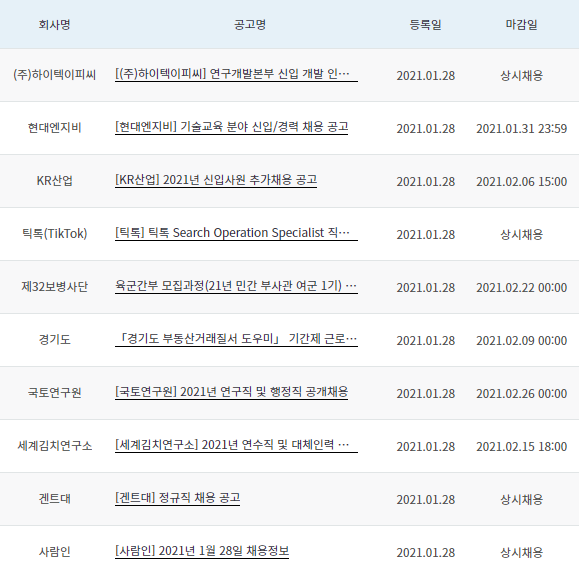 회사명 공고명 등록일 마감일
(주)하이텍이피씨 [(주)하이텍이피씨] 연구개발본부 신입 개발 인… 2021.01.28 상시채용
현대엔지비 [현대엔지비] 기술교육 분야 신입/경력 채용 공고 2021.01.28 2021.01.31 23:59
KR산업 [KR산업] 2021년 신입사원 추가채용 공고 2021.01.28 2021.02.06 15:00
틱톡(TikTok) [틱톡] 틱톡 Search Operation Specialist 직… 2021.01.28 상시채용
제32보병사단 육군간부 모집과정(21년 민간 부사관 여군 1기) … 2021.01.28 2021.02.22 00:00
경기도 「경기도 부동산거래질서 도우미」 기간제 근로… 2021.01.28 2021.02.09 00:00
국토연구원 [국토연구원] 2021년 연구직 및 행정직 공개채용 2021.01.28 2021.02.26 00:00
세계김치연구소 [세계김치연구소] 2021년 연수직 및 대체인력 … 2021.01.28 2021.02.15 18:00
겐트대 [겐트대] 정규직 채용 공고 2021.01.28 상시채용
사람인 [사람인] 2021년 1월 28일 채용정보 2021.01.28 상시채용